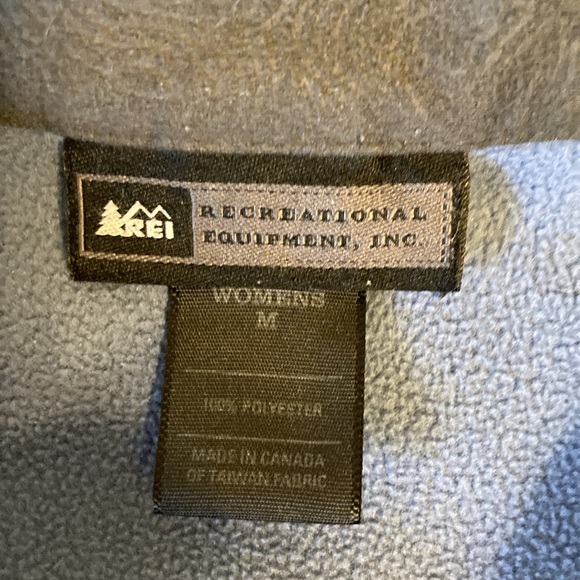 REI
RECREATIONAL
EQUIPMENT, INC.
WOMENS
M
100% POLYESTER
MADE IN CANADA
OF TAIWAN FABRIC